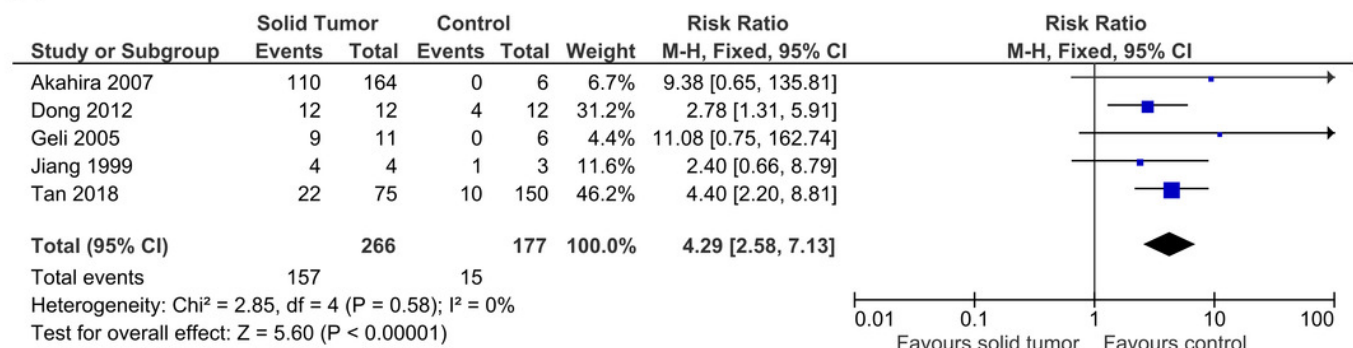 Solid Tumor Control Risk Ratio Risk Ratio
Study or Subgroup Events Total Events Total Weight M-H, Fixed, 95% CI M-H, Fixed, 95% CI
Akahira 2007 110 164 0 6 6.7% 9.38 [0.65, 135.81]
Dong 2012 12 12 4 12 31.2% 2.78 [1.31, 5.91]
Geli 2005 9 11 0 6 4.4% 11.08 [0.75, 162.74]
Jiang 1999 4 4 1 3 11.6% 2.40 [0.66, 8.79]
Tan 2018 22 75 10 150 46.2% 4.40 [2.20, 8.81]
Total (95% CI) 266 177 100.0% 4.29 [2.58, 7.13]
Total events 157 15
Heterogeneity: Chi² = 2.85, df = 4 (P = 0.58); I² = 0%
Test for overall effect: Z = 5.60 (P < 0.00001)
0.01 0.1 1 10 100
Favours solid tumor Favours control